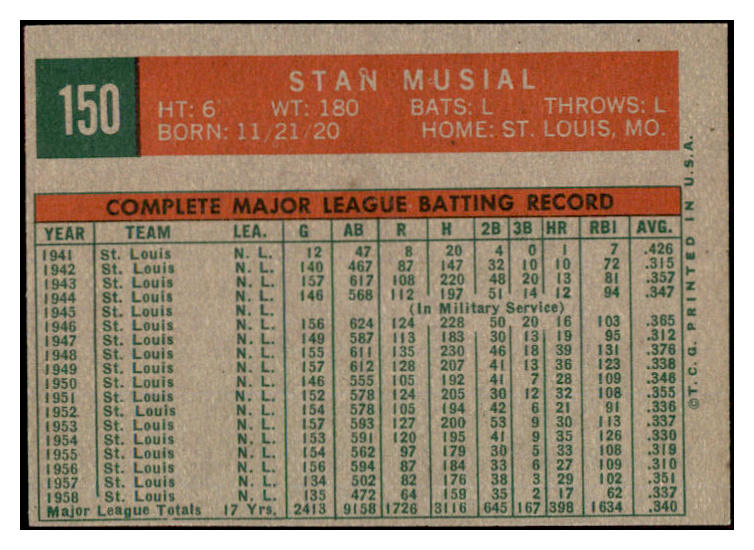 150
STAN MUSIAL
HT: 6 WT: 180 BATS: L THROWS: L
BORN: 11/21/20 HOME: ST. LOUIS, MO.
COMPLETE MAJOR LEAGUE BATTING RECORD
YEAR TEAM LEA. G AB R H 2B 3B HR RBI AVG.
1941 St. Louis N. L. 12 47 8 20 4 0 1 7 .426
1942 St. Louis N. L. 140 467 87 147 32 10 10 72 .315
1943 St. Louis N. L. 157 617 108 220 48 20 13 81 .357
1944 St. Louis N. L. 146 568 112 197 51 14 12 94 .347
1945 St. Louis N. L. (In Military Service)
1946 St. Louis N. L. 156 624 124 228 50 20 16 103 .365
1947 St. Louis N. L. 149 587 113 183 30 13 19 95 .312
1948 St. Louis N. L. 155 611 135 230 46 18 39 131 .376
1949 St. Louis N. L. 157 612 128 207 41 13 36 123 .338
1950 St. Louis N. L. 146 555 105 192 41 7 28 109 .346
1951 St. Louis N. L. 152 578 124 205 30 12 32 108 .355
1952 St. Louis N. L. 154 578 105 194 42 6 21 91 .336
1953 St. Louis N. L. 157 593 127 200 53 9 30 113 .337
1954 St. Louis N. L. 153 591 120 195 41 9 35 126 .330
1955 St. Louis N. L. 154 562 97 179 30 5 33 108 .319
1956 St. Louis N. L. 156 594 87 184 33 6 27 109 .310
1957 St. Louis N. L. 134 502 82 176 38 3 29 102 .351
1958 St. Louis N. L. 135 472 64 159 35 2 17 62 .337
Major League Totals 17 Yrs. 2413 9158 1726 3116 645 167 398 1634 .340
©T.C.G. PRINTED IN U.S.A.